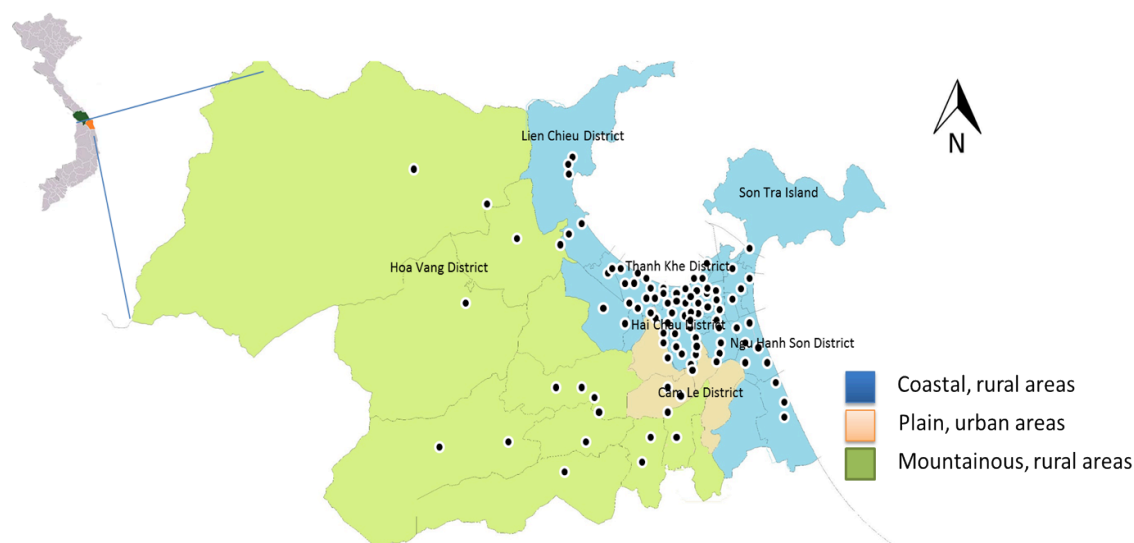 Lien Chieu District
N
Son Tra Island
Hoa Vang District
Thanh Khe District
Hai Chau District
Ngu Hanh Son District
Cam Le District
Coastal, rural areas
Plain, urban areas
Mountainous, rural areas